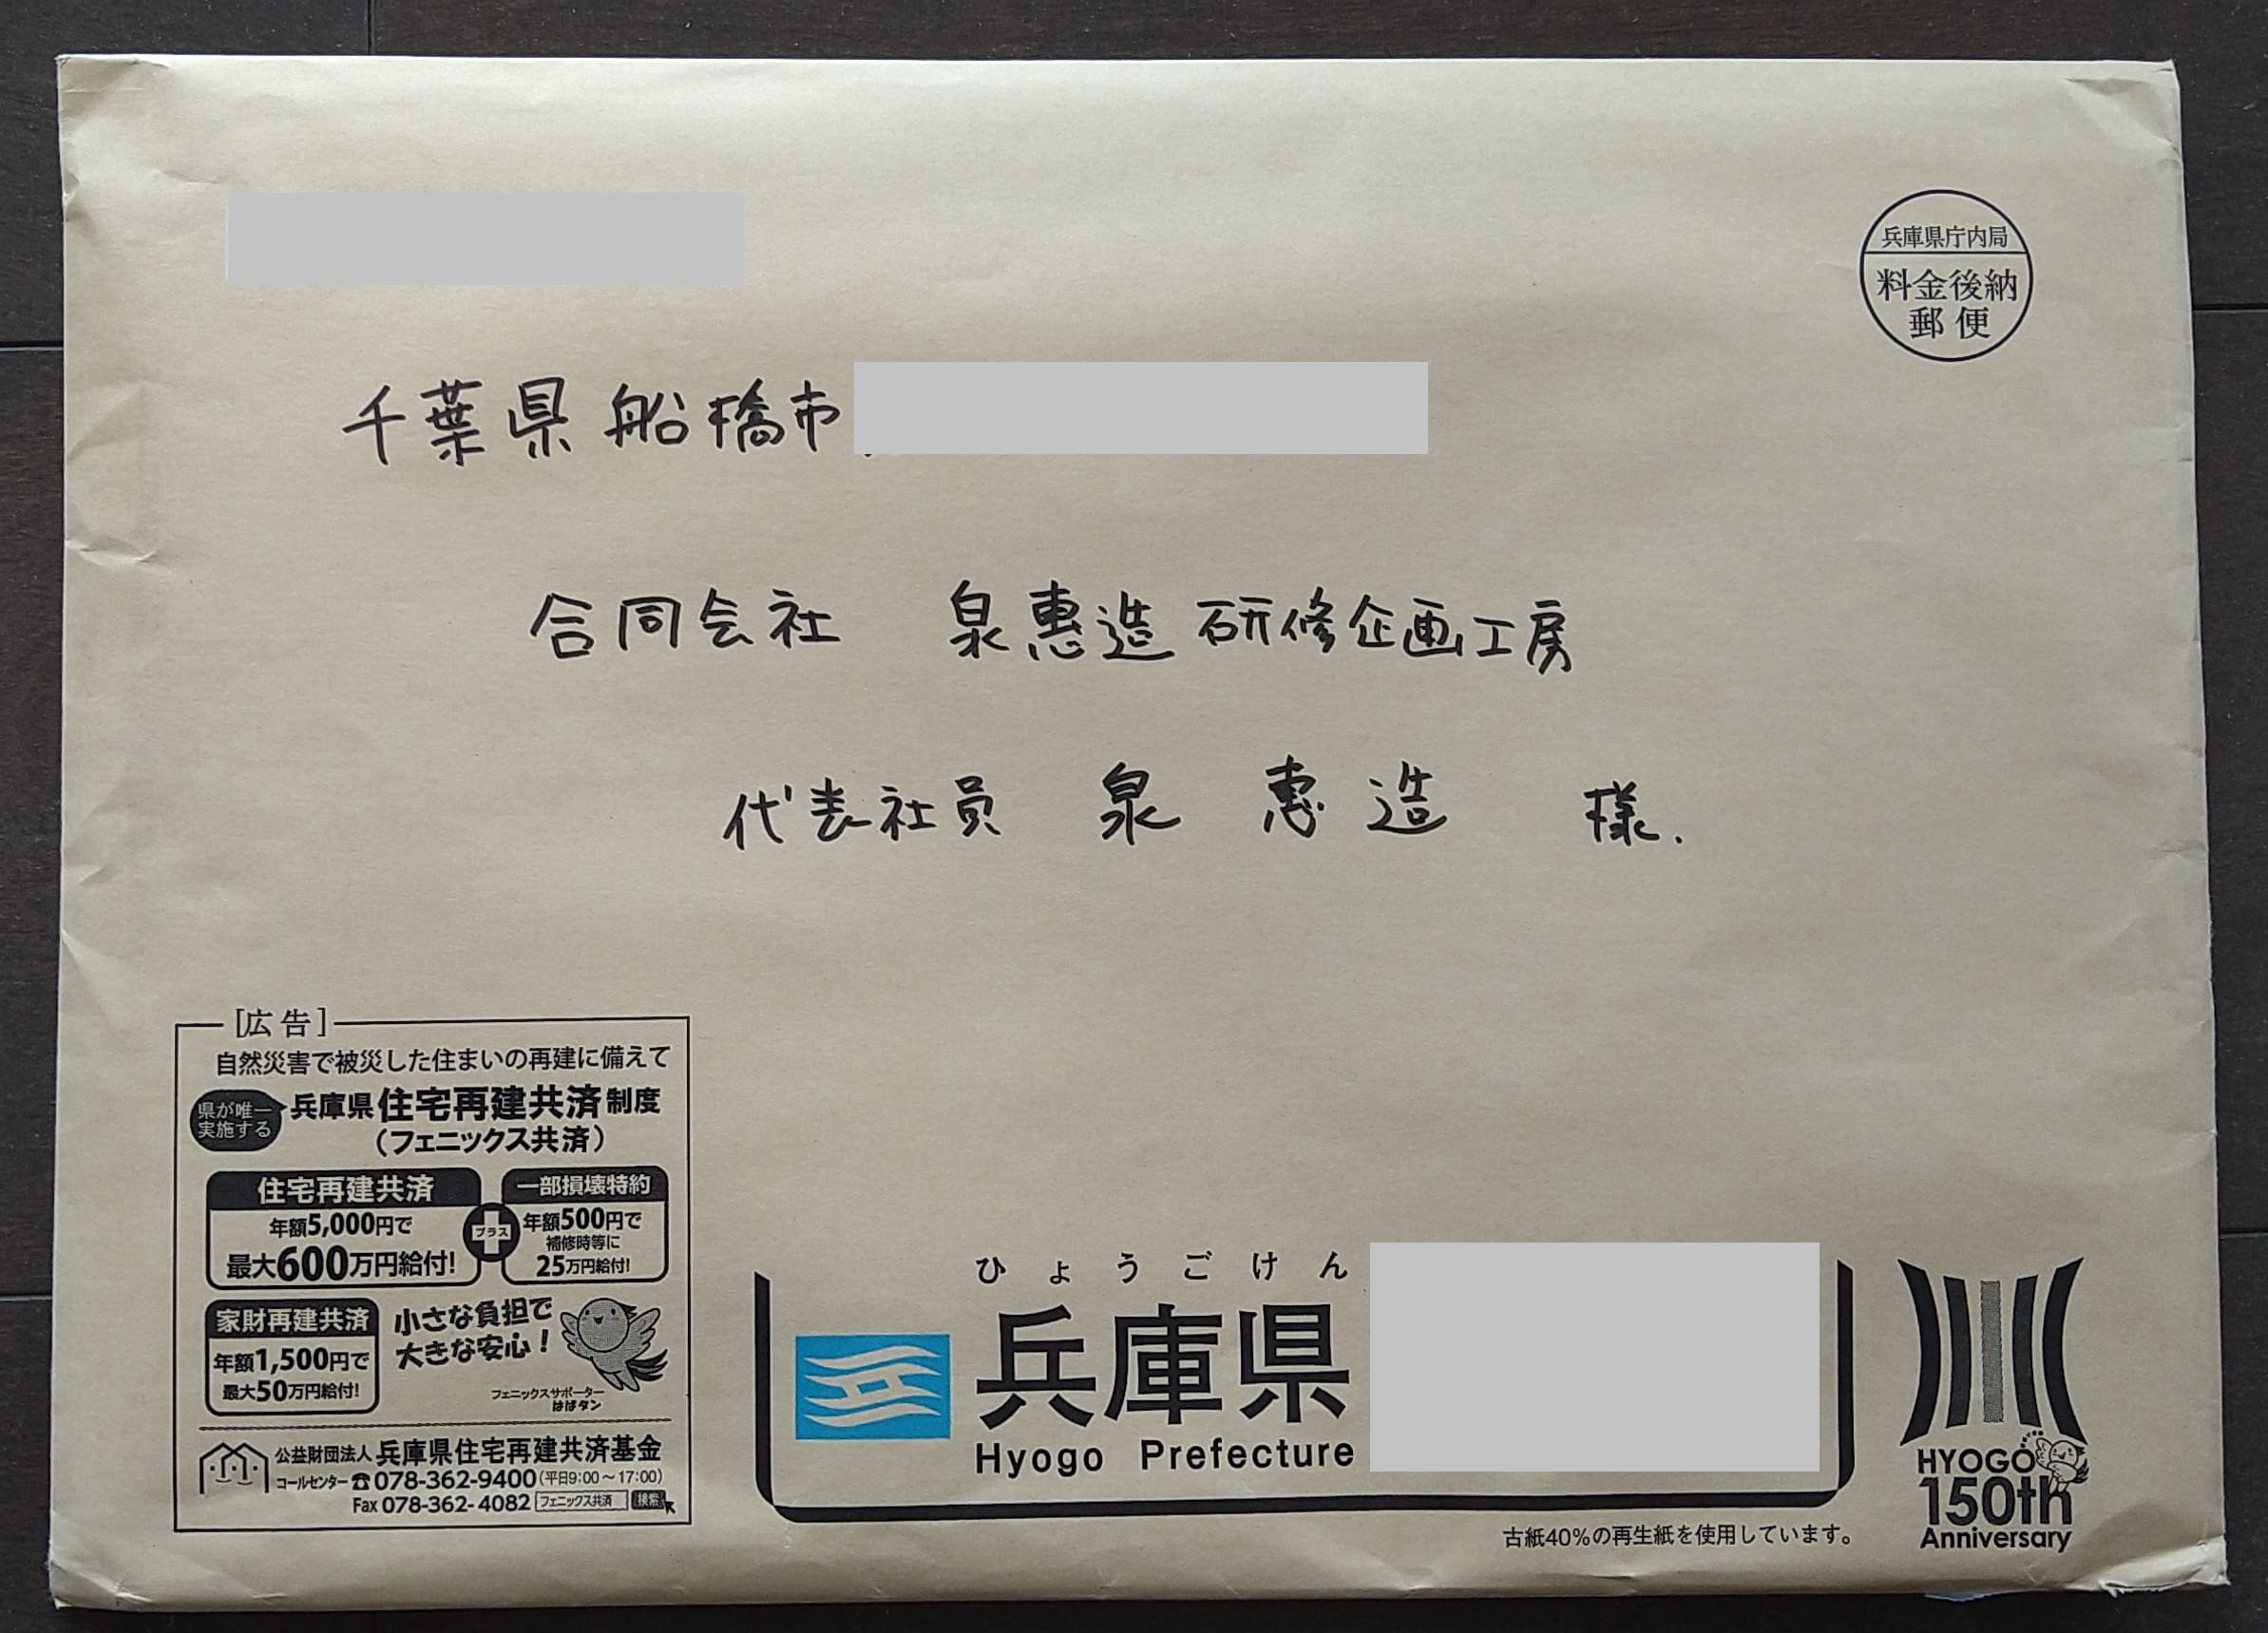 兵庫県庁内局
料金後納
郵便
千葉県船橋市
合同会社 泉惠造研修企画工房
代表社員 泉惠造 様.
[広告]
自然災害で被災した住まいの再建に備えて
県が唯一
実施する
兵庫県住宅再建共済制度
(フェニックス共済)
住宅再建共済
年額5,000円で
最大600万円給付!
プラス
一部損壊特約
年額500円で
補修時等に
25万円給付!
家財再建共済
年額1,500円で
最大50万円給付!
小さな負担で
大きな安心!
フェニックスサポーター
はばタン
公益財団法人 兵庫県住宅再建共済基金
コールセンター☎078-362-9400(平日9:00~17:00)
Fax 078-362-4082 フェニックス共済 検索
ひょうごけん
兵庫県
Hyogo Prefecture
HYOGO
150th
Anniversary
古紙40%の再生紙を使用しています。